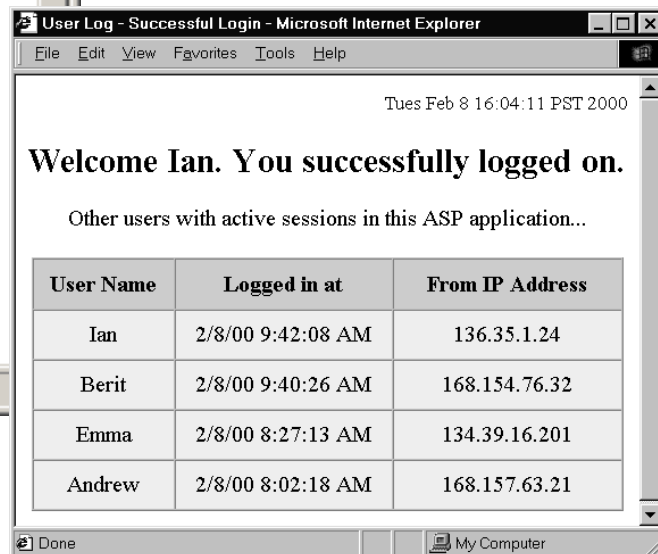 User Log - Successful Login - Microsoft Internet Explorer
File Edit View Favorites Tools Help
Tues Feb 8 16:04:11 PST 2000
Welcome Ian. You successfully logged on.
Other users with active sessions in this ASP application...
User Name Logged in at From IP Address
Ian 2/8/00 9:42:08 AM 136.35.1.24
Berit 2/8/00 9:40:26 AM 168.154.76.32
Emma 2/8/00 8:27:13 AM 134.39.16.201
Andrew 2/8/00 8:02:18 AM 168.157.63.21
Done My Computer